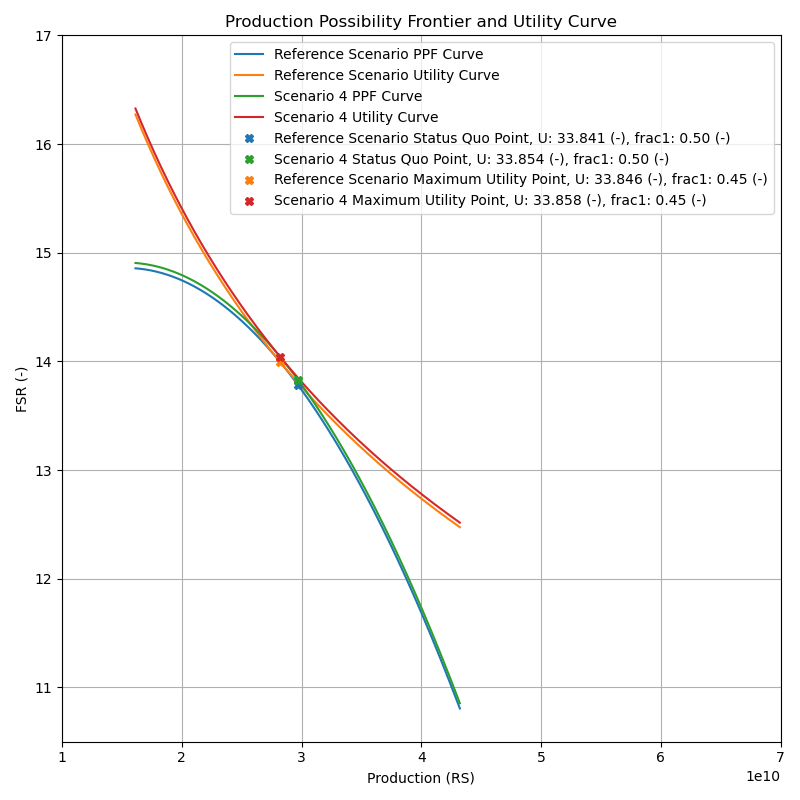 Production Possibility Frontier and Utility Curve
Reference Scenario PPF Curve
Reference Scenario Utility Curve
Scenario 4 PPF Curve
Scenario 4 Utility Curve
Reference Scenario Status Quo Point, U: 33.841 (-), frac1: 0.50 (-)
Scenario 4 Status Quo Point, U: 33.854 (-), frac1: 0.50 (-)
Reference Scenario Maximum Utility Point, U: 33.846 (-), frac1: 0.45 (-)
Scenario 4 Maximum Utility Point, U: 33.858 (-), frac1: 0.45 (-)
17
16
15
14
13
12
11
FSR (-)
1 2 3 4 5 6 7
1e10
Production (RS)